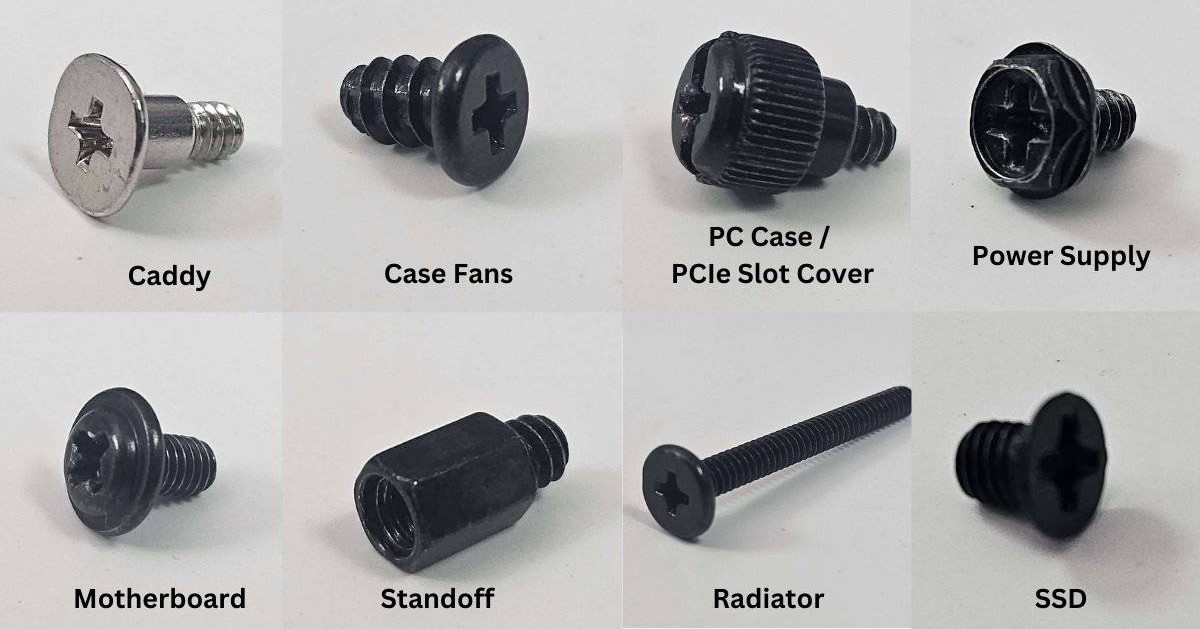 Caddy
Case Fans
PC Case /
PCIe Slot Cover
Power Supply
Motherboard
Standoff
Radiator
SSD